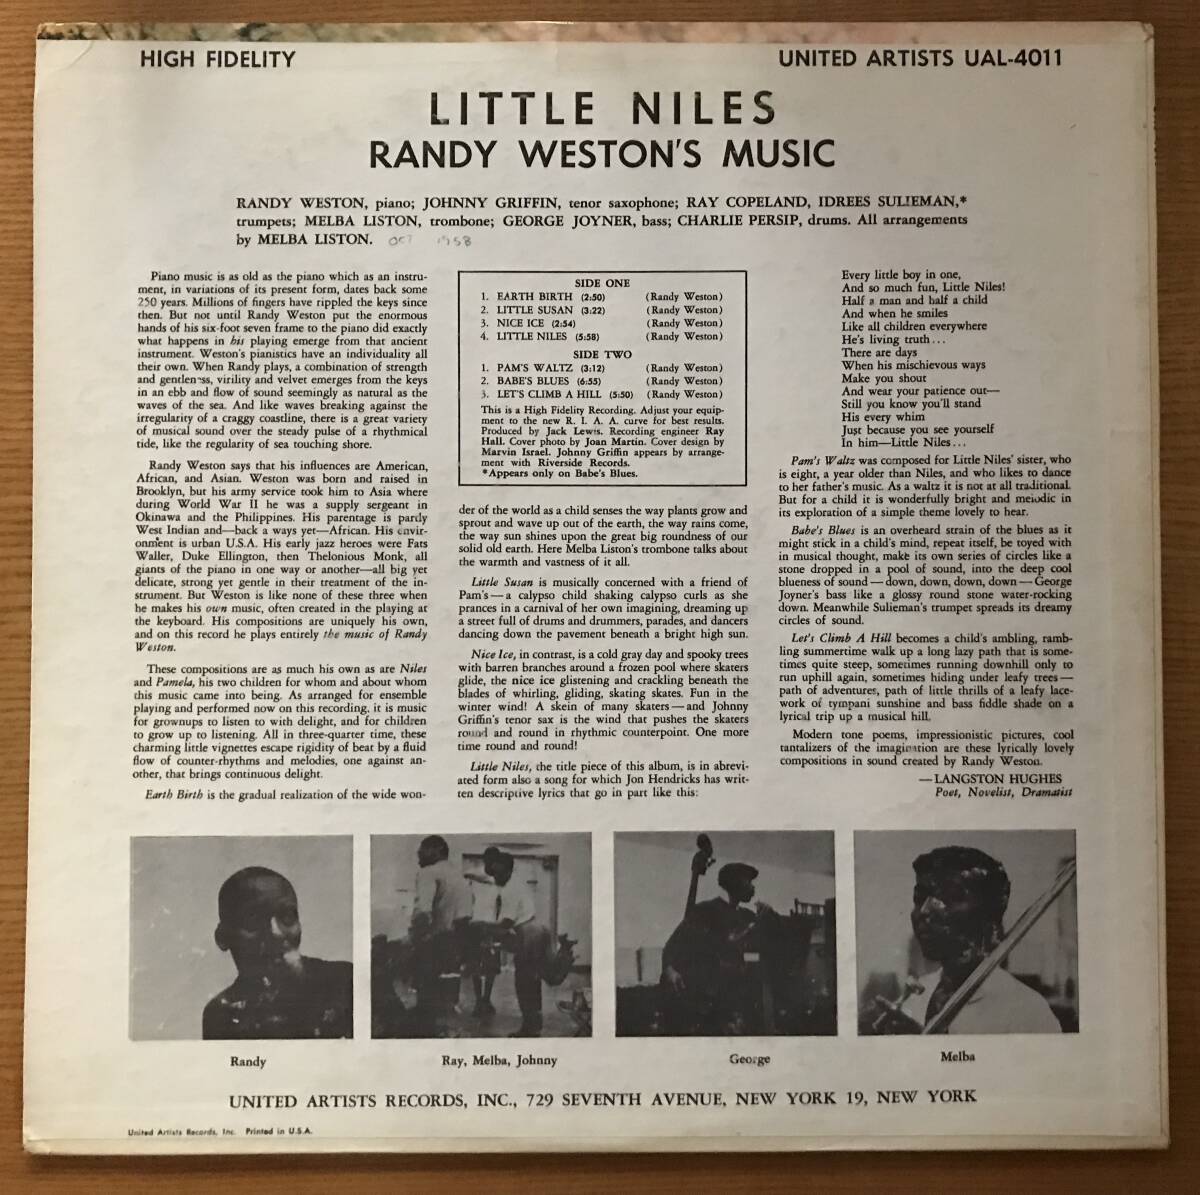 HIGH FIDELITY
UNITED ARTISTS UAL-4011
LITTLE NILES
RANDY WESTON'S MUSIC
RANDY WESTON, piano; JOHNNY GRIFFIN, tenor saxophone; RAY COPELAND, IDREES SULIEMAN,*
trumpets; MELBA LISTON, trombone; GEORGE JOYNER, bass; CHARLIE PERSIP, drums. All arrangements
by MELBA LISTON. OCT 1958
Piano music is as old as the piano which as an instru-
ment, in variations of its present form, dates back some
250 years. Millions of fingers have rippled the keys since
then. But not until Randy Weston put the enormous
hands of his six-foot seven frame to the piano did exactly
what happens in his playing emerge from that ancient
instrument. Weston's pianistics have an individuality all
their own. When Randy plays, a combination of strength
and gentleness, virility and velvet emerges from the keys
in an ebb and flow of sound seemingly as natural as the
waves of the sea. And like waves breaking against the
irregularity of a craggy coastline, there is a great variety
of musical sound over the steady pulse of a rhythmical
tide, like the regularity of sea touching shore.
Randy Weston says that his influences are American,
African, and Asian. Weston was born and raised in
Brooklyn, but his army service took him to Asia where
during World War II he was a supply sergeant in
Okinawa and the Philippines. His parentage is partly
West Indian and—back a ways yet—African. His envir-
onment is urban U.S.A. His early jazz heroes were Fats
Waller, Duke Ellington, then Thelonious Monk, all
giants of the piano in one way or another—all big yet
delicate, strong yet gentle in their treatment of the in-
strument. But Weston is like none of these three when
he makes his own music, often created in the playing at
the keyboard. His compositions are uniquely his own,
and on this record he plays entirely the music of Randy
Weston.
These compositions are as much his own as are Niles
and Pamela, his two children for whom and about whom
this music came into being. As arranged for ensemble
playing and performed now on this recording, it is music
for grownups to listen to with delight, and for children
to grow up to listening. All in three-quarter time, these
charming little vignettes escape rigidity of beat by a fluid
flow of counter-rhythms and melodies, one against an-
other, that brings continuous delight.
Earth Birth is the gradual realization of the wide won-
SIDE ONE
1. EARTH BIRTH (2:50) (Randy Weston)
2. LITTLE SUSAN (3:22) (Randy Weston)
3. NICE ICE (2:54) (Randy Weston)
4. LITTLE NILES (5:58) (Randy Weston)
SIDE TWO
1. PAM'S WALTZ (3:12) (Randy Weston)
2. BABE'S BLUES (6:55) (Randy Weston)
3. LET'S CLIMB A HILL (5:50) (Randy Weston)
This is a High Fidelity Recording. Adjust your equip-
ment to the new R. I. A. A. curve for best results.
Produced by Jack Lewis. Recording engineer Ray
Hall. Cover photo by Joan Martin. Cover design by
Marvin Israel. Johnny Griffin appears by arrange-
ment with Riverside Records.
*Appears only on Babe's Blues.
der of the world as a child senses the way plants grow and
sprout and wave up out of the earth, the way rains come,
the way sun shines upon the great big roundness of our
solid old earth. Here Melba Liston's trombone talks about
the warmth and vastness of it all.
Little Susan is musically concerned with a friend of
Pam's—a calypso child shaking calypso curls as she
prances in a carnival of her own imagining, dreaming up
a street full of drums and drummers, parades, and dancers
dancing down the pavement beneath a bright high sun.
Nice Ice, in contrast, is a cold gray day and spooky trees
with barren branches around a frozen pool where skaters
glide, the nice ice glistening and crackling beneath the
blades of whirling, gliding, skating skates. Fun in the
winter wind! A skein of many skaters—and Johnny
Griffin's tenor sax is the wind that pushes the skaters
round and round in rhythmic counterpoint. One more
time round and round!
Little Niles, the title piece of this album, is in abrevi-
ated form also a song for which Jon Hendricks has writ-
ten descriptive lyrics that go in part like this:
Every little boy in one,
And so much fun, Little Niles!
Half a man and half a child
And when he smiles
Like all children everywhere
He's living truth...
There are days
When his mischievous ways
Make you shout
And wear your patience out—
Still you know you'll stand
His every whim
Just because you see yourself
In him—Little Niles...
Pam's Waltz was composed for Little Niles' sister, who
is eight, a year older than Niles, and who likes to dance
to her father's music. As a waltz it is not at all traditional.
But for a child it is wonderfully bright and melodic in
its exploration of a simple theme lovely to hear.
Babe's Blues is an overheard strain of the blues as it
might stick in a child's mind, repeat itself, be toyed with
in musical thought, make its own series of circles like a
stone dropped in a pool of sound, into the deep cool
blueness of sound—down, down, down, down—George
Joyner's bass like a glossy round stone water-rocking
down. Meanwhile Sulieman's trumpet spreads its dreamy
circles of sound.
Let's Climb A Hill becomes a child's ambling, ramb-
ling summertime walk up a long lazy path that is some-
times quite steep, sometimes running downhill only to
run uphill again, sometimes hiding under leafy trees—
path of adventures, path of little thrills of a leafy lace-
work of tympani sunshine and bass fiddle shade on a
lyrical trip up a musical hill.
Modern tone poems, impressionistic pictures, cool
tantalizers of the imagination are these lyrically lovely
compositions in sound created by Randy Weston.
—LANGSTON HUGHES
Poet, Novelist, Dramatist
Randy
Ray, Melba, Johnny
George
Melba
UNITED ARTISTS RECORDS, INC., 729 SEVENTH AVENUE, NEW YORK 19, NEW YORK
United Artists Records, Inc. Printed in U.S.A.